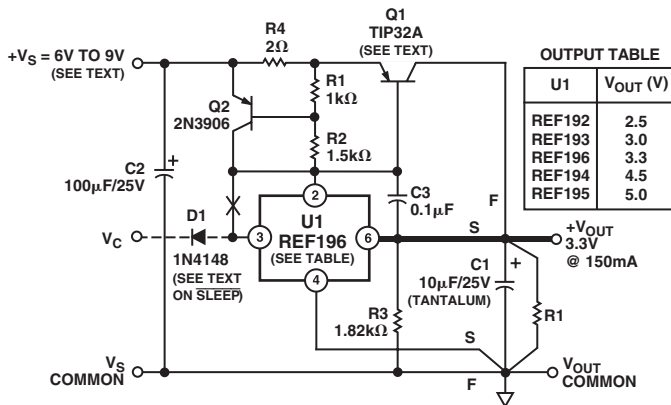 +VS = 6V TO 9V
(SEE TEXT)
R4
2Ω
Q1
TIP32A
(SEE TEXT)
R1
1kΩ
Q2
2N3906
R2
1.5kΩ
C2
100µF/25V
+
C3
0.1µF
F
S
2
U1
REF196
(SEE TABLE)
3
6
4
VC
D1
1N4148
(SEE TEXT
ON SLEEP)
+VOUT
3.3V
@ 150mA
C1
10µF/25V
(TANTALUM)
+
R1
R3
1.82kΩ
S
F
VS
COMMON
VOUT
COMMON
OUTPUT TABLE
U1 VOUT (V)
REF192 2.5
REF193 3.0
REF196 3.3
REF194 4.5
REF195 5.0